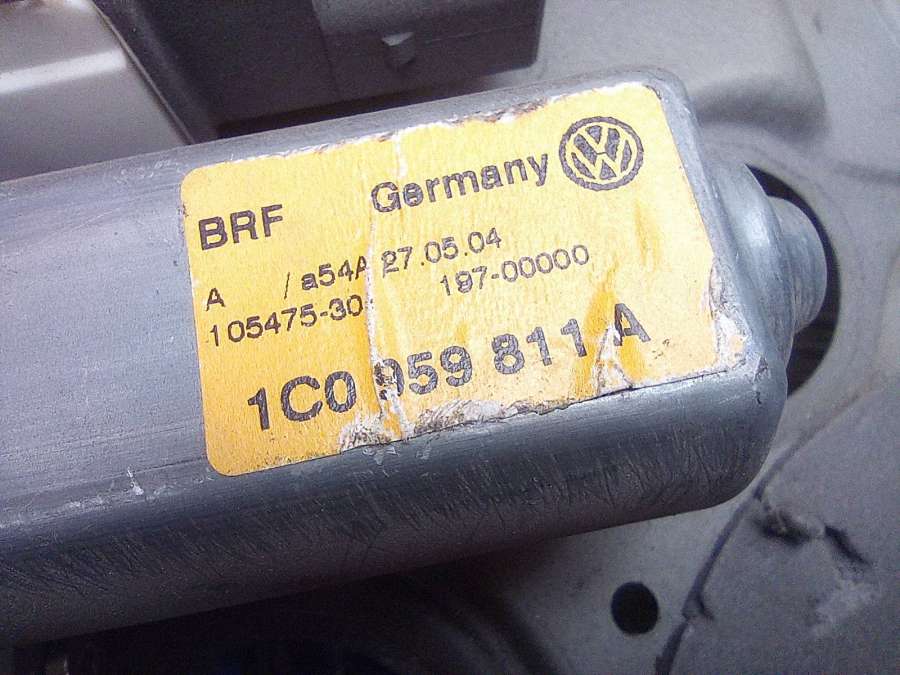 BRF Germany
A / a54A 27.05.04
105475-30 197-00000
1C0 959 811 A